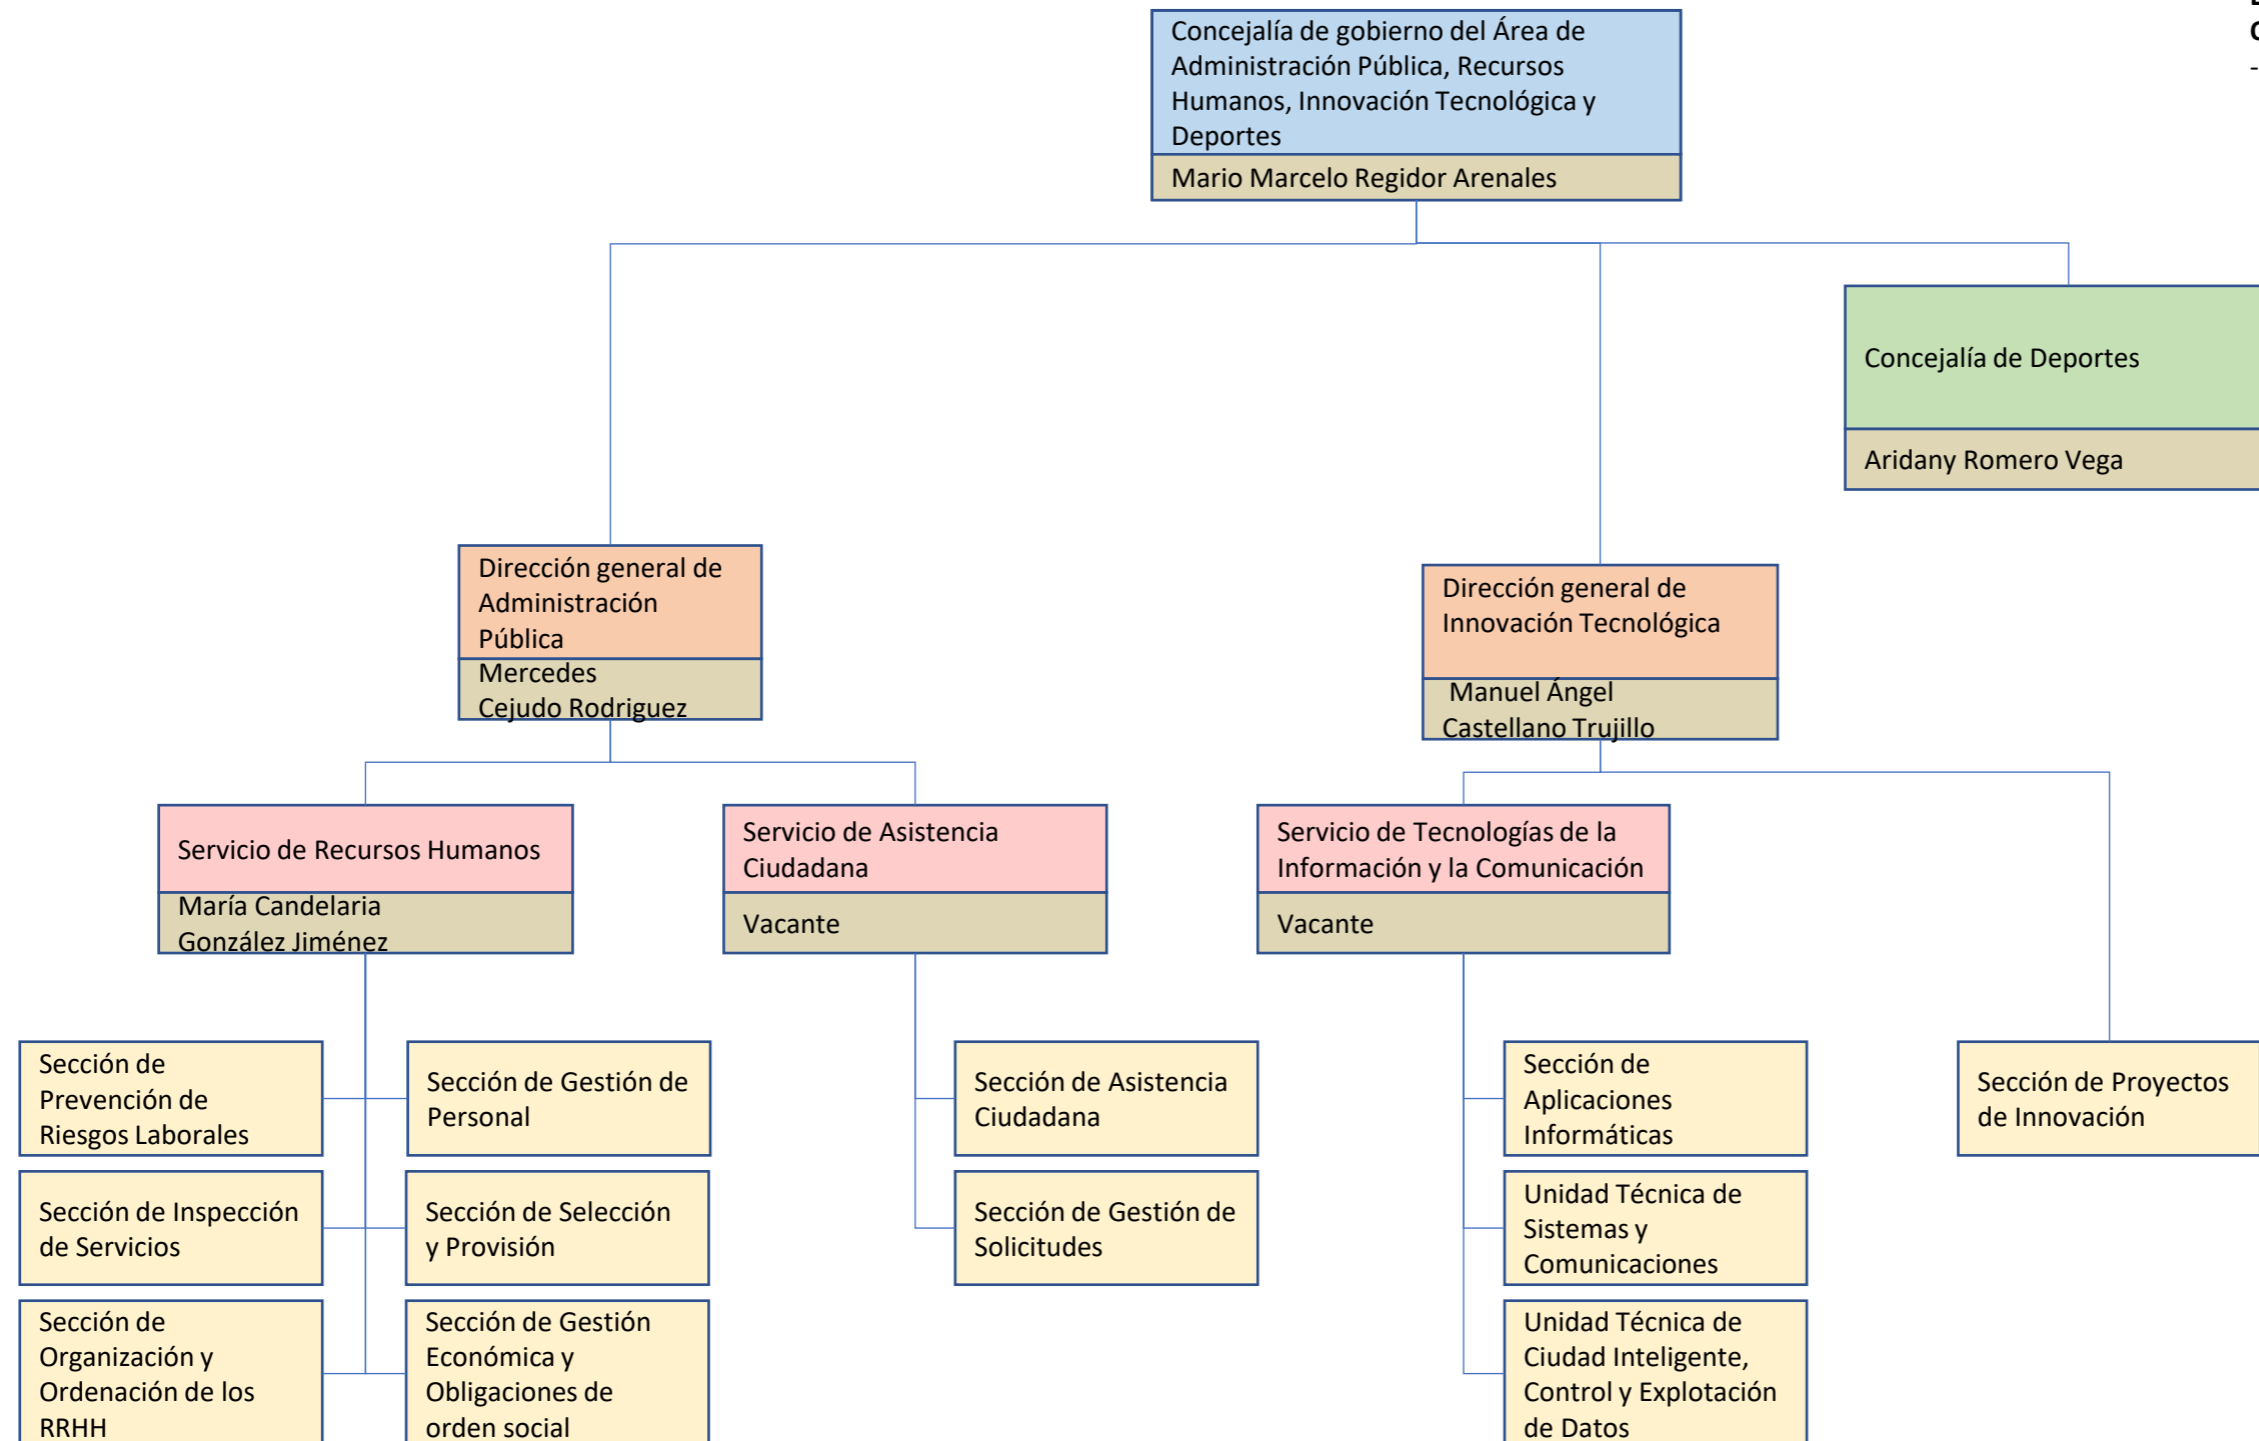 Concejalía de gobierno del Área de
Administración Pública, Recursos
Humanos, Innovación Tecnológica y
Deportes
Mario Marcelo Regidor Arenales
Concejalía de Deportes
Aridany Romero Vega
Dirección general de
Administración
Pública
Mercedes
Cejudo Rodriguez
Dirección general de
Innovación Tecnológica
Manuel Ángel
Castellano Trujillo
Servicio de Recursos Humanos
María Candelaria
González Jiménez
Servicio de Asistencia
Ciudadana
Vacante
Servicio de Tecnologías de la
Información y la Comunicación
Vacante
Sección de
Prevención de
Riesgos Laborales
Sección de Gestión de
Personal
Sección de Asistencia
Ciudadana
Sección de
Aplicaciones
Informáticas
Sección de Proyectos
de Innovación
Sección de Inspección
de Servicios
Sección de Selección
y Provisión
Sección de Gestión de
Solicitudes
Unidad Técnica de
Sistemas y
Comunicaciones
Sección de
Organización y
Ordenación de los
RRHH
Sección de Gestión
Económica y
Obligaciones de
orden social
Unidad Técnica de
Ciudad Inteligente,
Control y Explotación
de Datos